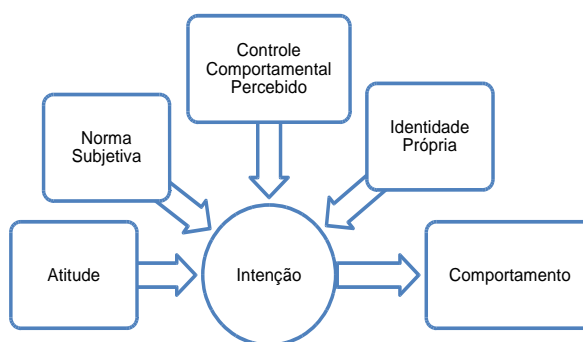 Controle
Comportamental
Percebido
Norma
Subjetiva
Identidade
Própria
Atitude
Intenção
Comportamento